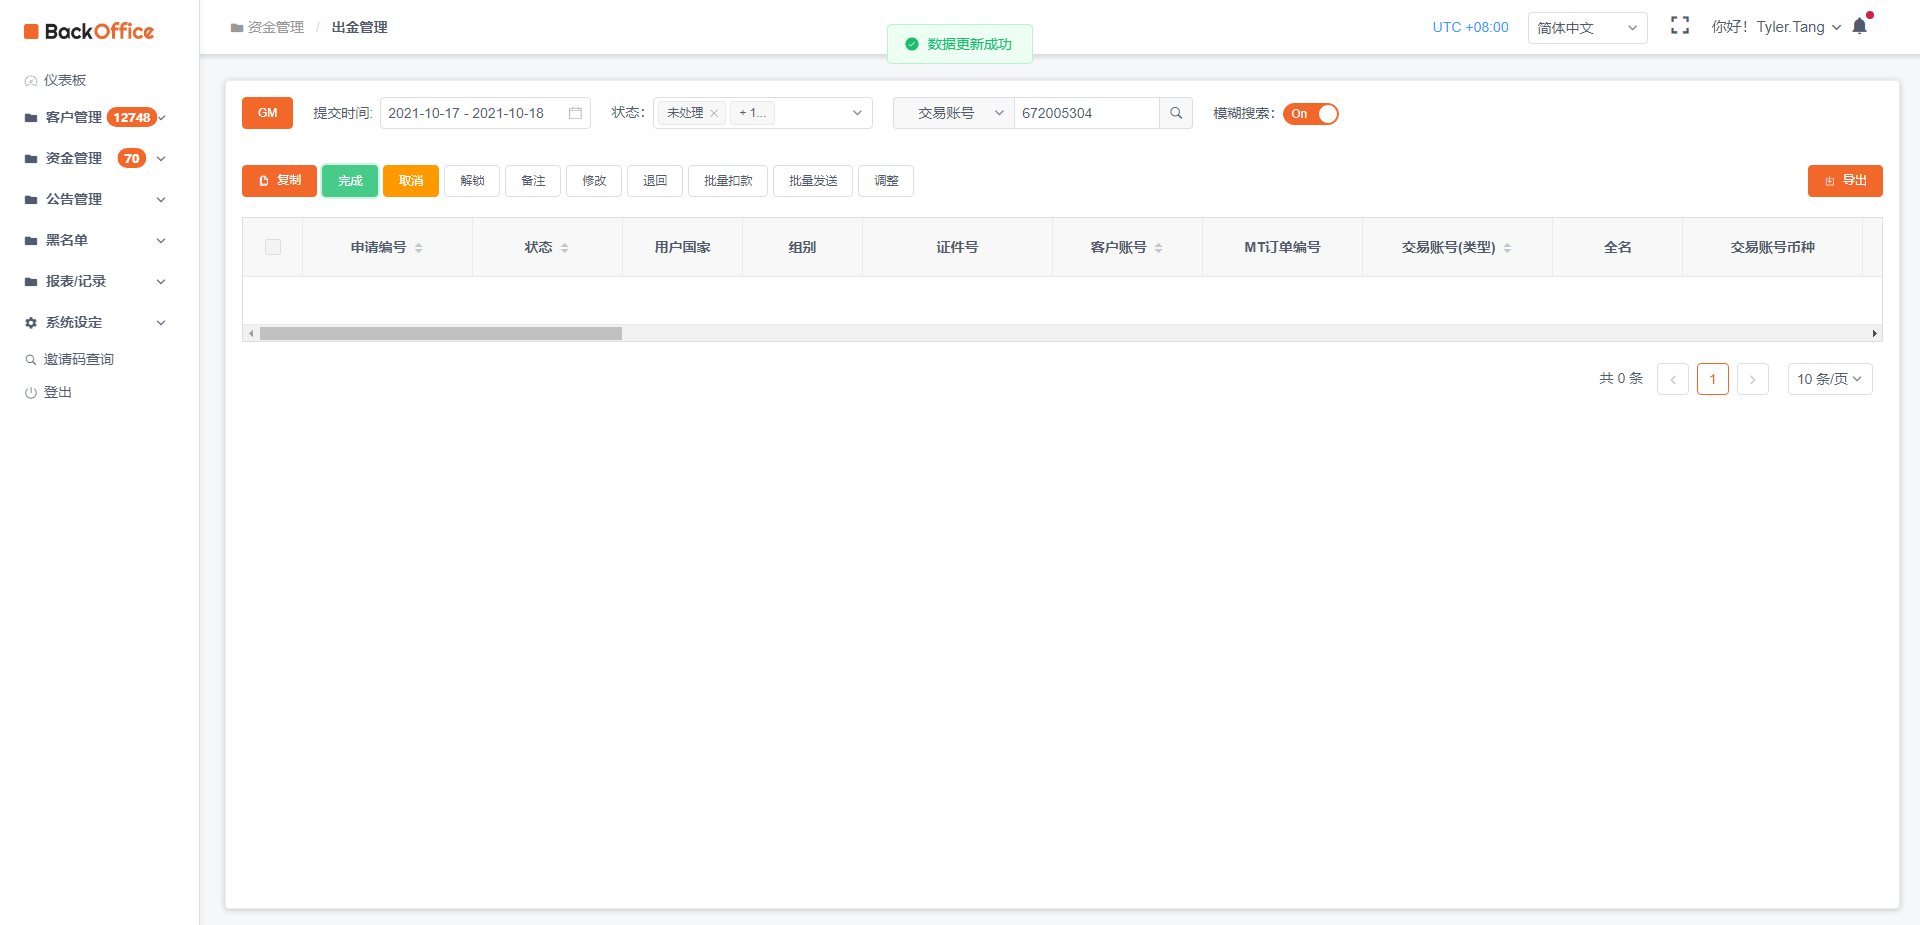 BackOffice
资金管理 / 出金管理
数据更新成功
UTC +08:00
简体中文
你好！Tyler.Tang
仪表板
客户管理 12748
资金管理 70
公告管理
黑名单
报表/记录
系统设定
邀请码查询
登出
GM 提交时间: 2021-10-17 - 2021-10-18 状态： 未处理 + 1... 交易账号 672005304 模糊搜索： On
复制 完成 取消 解锁 备注 修改 退回 批量扣款 批量发送 调整 导出
申请编号 状态 用户国家 组别 证件号 客户账号 MT订单编号 交易账号(类型) 全名 交易账号币种
共 0 条 1 10 条/页